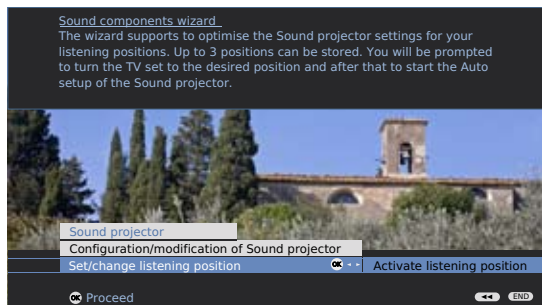 Sound components wizard
The wizard supports to optimise the Sound projector settings for your
listening positions. Up to 3 positions can be stored. You will be prompted
to turn the TV set to the desired position and after that to start the Auto
setup of the Sound projector.
Sound projector
Configuration/modification of Sound projector
Set/change listening position OK Activate listening position
OK Proceed END